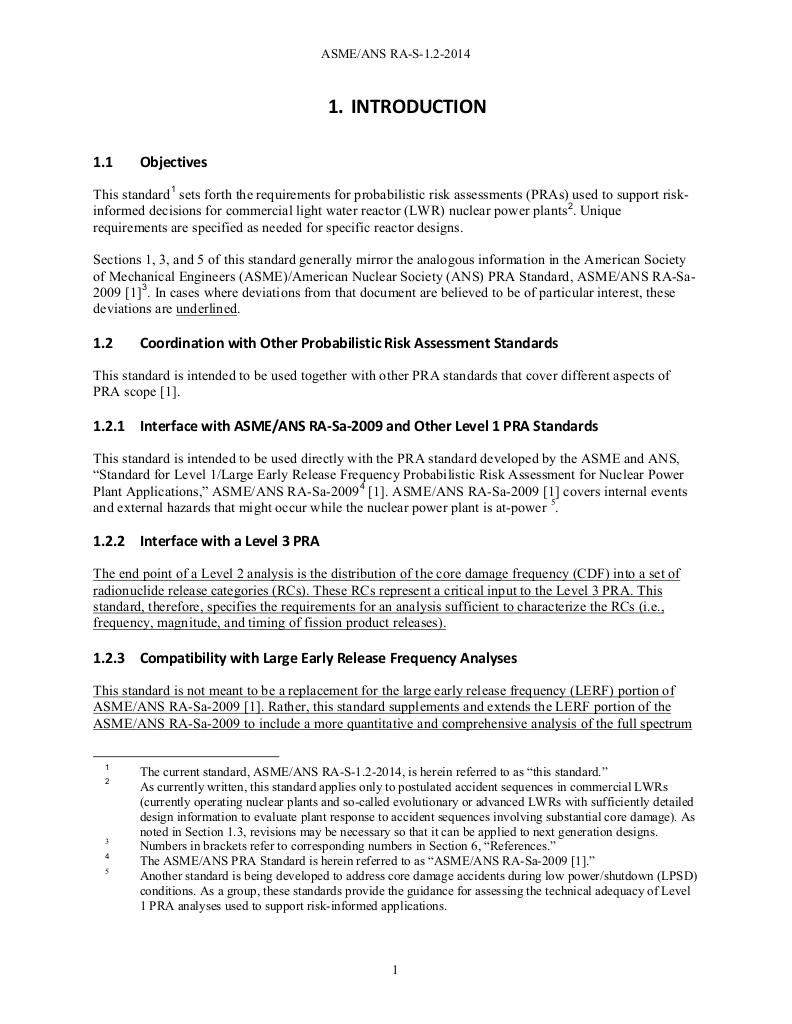 ASME/ANS RA-S-1.2-2014
1. INTRODUCTION
1.1 Objectives
This standard1 sets forth the requirements for probabilistic risk assessments (PRAs) used to support risk-
informed decisions for commercial light water reactor (LWR) nuclear power plants2. Unique
requirements are specified as needed for specific reactor designs.
Sections 1, 3, and 5 of this standard generally mirror the analogous information in the American Society
of Mechanical Engineers (ASME)/American Nuclear Society (ANS) PRA Standard, ASME/ANS RA-Sa-
2009 [1]3. In cases where deviations from that document are believed to be of particular interest, these
deviations are underlined.
1.2 Coordination with Other Probabilistic Risk Assessment Standards
This standard is intended to be used together with other PRA standards that cover different aspects of
PRA scope [1].
1.2.1 Interface with ASME/ANS RA-Sa-2009 and Other Level 1 PRA Standards
This standard is intended to be used directly with the PRA standard developed by the ASME and ANS,
“Standard for Level 1/Large Early Release Frequency Probabilistic Risk Assessment for Nuclear Power
Plant Applications,” ASME/ANS RA-Sa-20094 [1]. ASME/ANS RA-Sa-2009 [1] covers internal events
and external hazards that might occur while the nuclear power plant is at-power 5.
1.2.2 Interface with a Level 3 PRA
The end point of a Level 2 analysis is the distribution of the core damage frequency (CDF) into a set of
radionuclide release categories (RCs). These RCs represent a critical input to the Level 3 PRA. This
standard, therefore, specifies the requirements for an analysis sufficient to characterize the RCs (i.e.,
frequency, magnitude, and timing of fission product releases).
1.2.3 Compatibility with Large Early Release Frequency Analyses
This standard is not meant to be a replacement for the large early release frequency (LERF) portion of
ASME/ANS RA-Sa-2009 [1]. Rather, this standard supplements and extends the LERF portion of the
ASME/ANS RA-Sa-2009 to include a more quantitative and comprehensive analysis of the full spectrum
1 The current standard, ASME/ANS RA-S-1.2-2014, is herein referred to as “this standard.”
2 As currently written, this standard applies only to postulated accident sequences in commercial LWRs
(currently operating nuclear plants and so-called evolutionary or advanced LWRs with sufficiently detailed
design information to evaluate plant response to accident sequences involving substantial core damage). As
noted in Section 1.3, revisions may be necessary so that it can be applied to next generation designs.
3 Numbers in brackets refer to corresponding numbers in Section 6, “References.”
4 The ASME/ANS PRA Standard is herein referred to as “ASME/ANS RA-Sa-2009 [1].”
5 Another standard is being developed to address core damage accidents during low power/shutdown (LPSD)
conditions. As a group, these standards provide the guidance for assessing the technical adequacy of Level
1 PRA analyses used to support risk-informed applications.
1